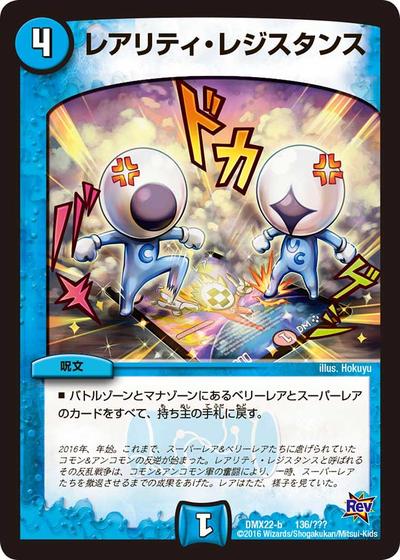 4
レアリティ・レジスタンス
ドカ
バキ
ゲシ
C
UC
DM
呪文
illus. Hokuyu
■ バトルゾーンとマナゾーンにあるベリーレアとスーパーレア
のカードをすべて、持ち主の手札に戻す。
2016年、年始。これまで、スーパーレア&ベリーレアたちに虐げられていた
コモン&アンコモンの反逆が始まった。レアリティ・レジスタンスと呼ばれる
その反乱戦争は、コモン&アンコモン軍の奮闘により、一時、スーパーレア
たちを撤退させるまでの成果をあげた。レアはただ、様子を見ていた。
Rev
1
DMX22-b 136/???
©2016 Wizards/Shogakukan/Mitsui-Kids